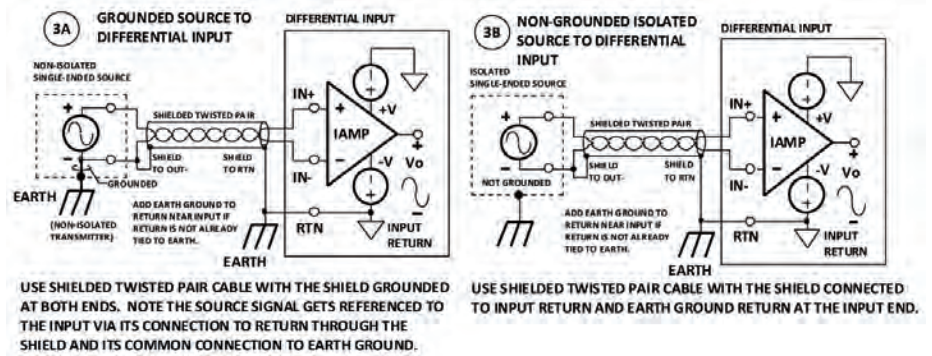 3A
GROUNDED SOURCE TO
DIFFERENTIAL INPUT
DIFFERENTIAL INPUT
NON-ISOLATED
SINGLE-ENDED SOURCE
+
-
SHIELDED TWISTED PAIR
SHIELD
TO OUT-
SHIELD
TO RTN
GROUNDED
EARTH
(NON-ISOLATED
TRANSMITTER)
ADD EARTH GROUND TO
RETURN NEAR INPUT IF
RETURN IS NOT ALREADY
TIED TO EARTH.
EARTH
IN+
IN-
RTN
+
-
IAMP
+V
-V
+
Vo
-
INPUT
RETURN
USE SHIELDED TWISTED PAIR CABLE WITH THE SHIELD GROUNDED
AT BOTH ENDS. NOTE THE SOURCE SIGNAL GETS REFERENCED TO
THE INPUT VIA ITS CONNECTION TO RETURN THROUGH THE
SHIELD AND ITS COMMON CONNECTION TO EARTH GROUND.
3B
NON-GROUNDED ISOLATED
SOURCE TO DIFFERENTIAL
INPUT
DIFFERENTIAL INPUT
ISOLATED
SINGLE-ENDED SOURCE
+
-
NOT GROUNDED
SHIELDED TWISTED PAIR
SHIELD
TO OUT-
SHIELD
TO RTN
ADD EARTH GROUND TO
RETURN NEAR INPUT IF
RETURN IS NOT ALREADY
TIED TO EARTH.
EARTH
IN+
IN-
RTN
+
-
IAMP
+V
-V
+
Vo
-
INPUT
RETURN
USE SHIELDED TWISTED PAIR CABLE WITH THE SHIELD CONNECTED
TO INPUT RETURN AND EARTH GROUND RETURN AT THE INPUT END.